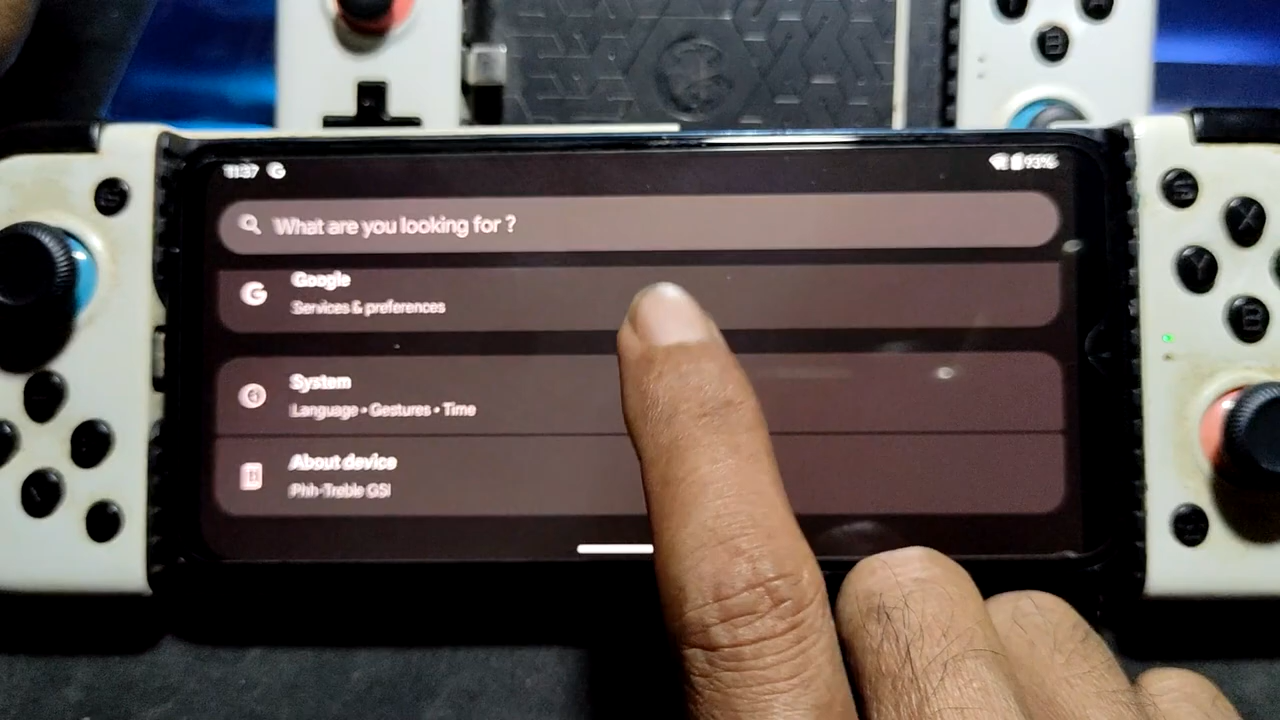 B
11:37 G
93%
What are you looking for ?
S
S
X
Y
B
G
Google
Services & preferences
System
Language • Gestures • Time
About device
Phh-Treble GSI